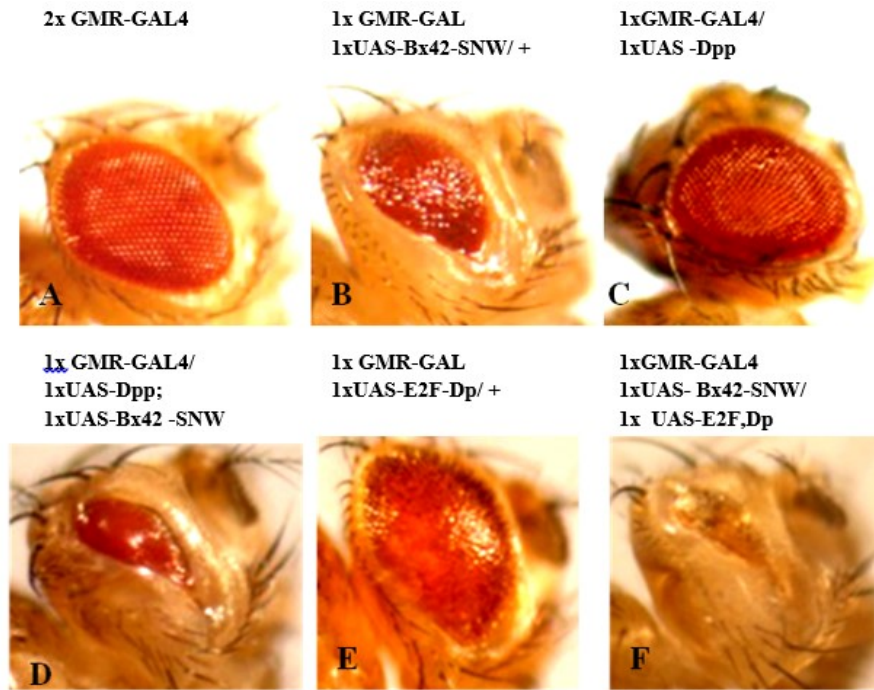 2x GMR-GAL4
1x GMR-GAL
1xUAS-Bx42-SNW/ +
1xGMR-GAL4/
1xUAS -Dpp
A
B
C
1x GMR-GAL4/
1xUAS-Dpp;
1xUAS-Bx42 -SNW
1x GMR-GAL
1xUAS-E2F-Dp/ +
1xGMR-GAL4
1xUAS- Bx42-SNW/
1x UAS-E2F,Dp
D
E
F